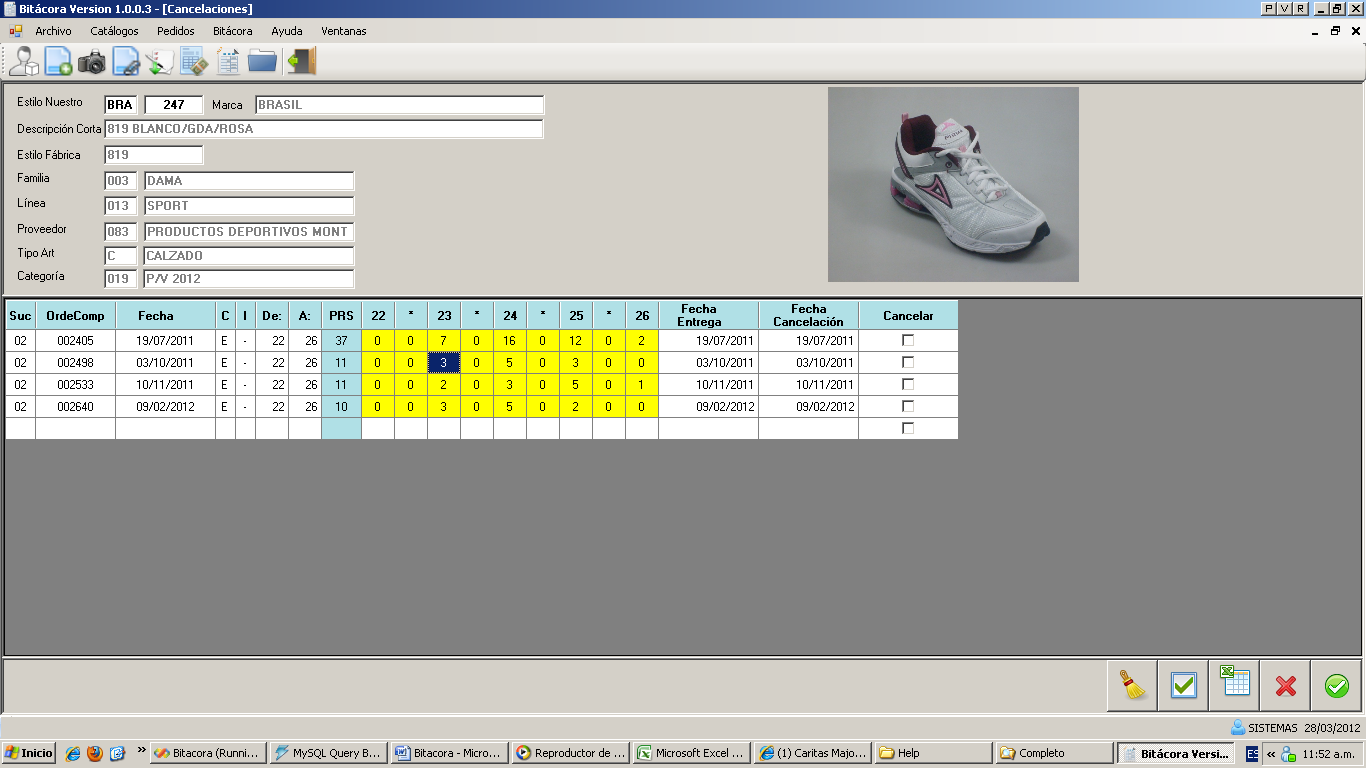 Bitácora Version 1.0.0.3 - [Cancelaciones] P V R
Archivo Catálogos Pedidos Bitácora Ayuda Ventanas
Estilo Nuestro BRA 247 Marca BRASIL
Descripción Corta 819 BLANCO/GDA/ROSA
Estilo Fábrica 819
Familia 003 DAMA
Línea 013 SPORT
Proveedor 083 PRODUCTOS DEPORTIVOS MONT
Tipo Art C CALZADO
Categoría 019 P/V 2012
Suc OrdeComp Fecha C I De: A: PRS 22 * 23 * 24 * 25 * 26 Fecha Entrega Fecha Cancelación Cancelar
02 002405 19/07/2011 E - 22 26 37 0 0 7 0 16 0 12 0 2 19/07/2011 19/07/2011
02 002498 03/10/2011 E - 22 26 11 0 0 3 0 5 0 3 0 0 03/10/2011 03/10/2011
02 002533 10/11/2011 E - 22 26 11 0 0 2 0 3 0 5 0 1 10/11/2011 10/11/2011
02 002640 09/02/2012 E - 22 26 10 0 0 3 0 5 0 2 0 0 09/02/2012 09/02/2012
SISTEMAS 28/03/2012
Inicio » Bitacora (Runni... MySQL Query B... Bitacora - Micro... Reproductor de ... Microsoft Excel ... (1) Caritas Majo... Help Completo Bitácora Versi... ES « 11:52 a.m.